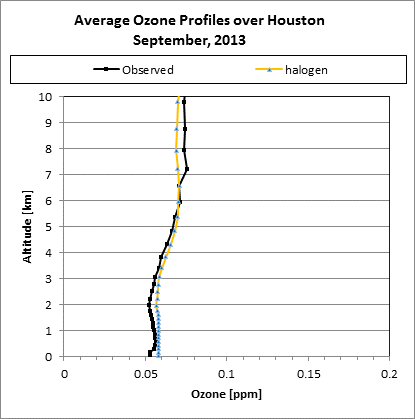 Average Ozone Profiles over Houston
September, 2013
Observed halogen
10
9
8
7
6
5
4
3
2
1
0
Altitude [km]
0 0.05 0.1 0.15 0.2
Ozone [ppm]